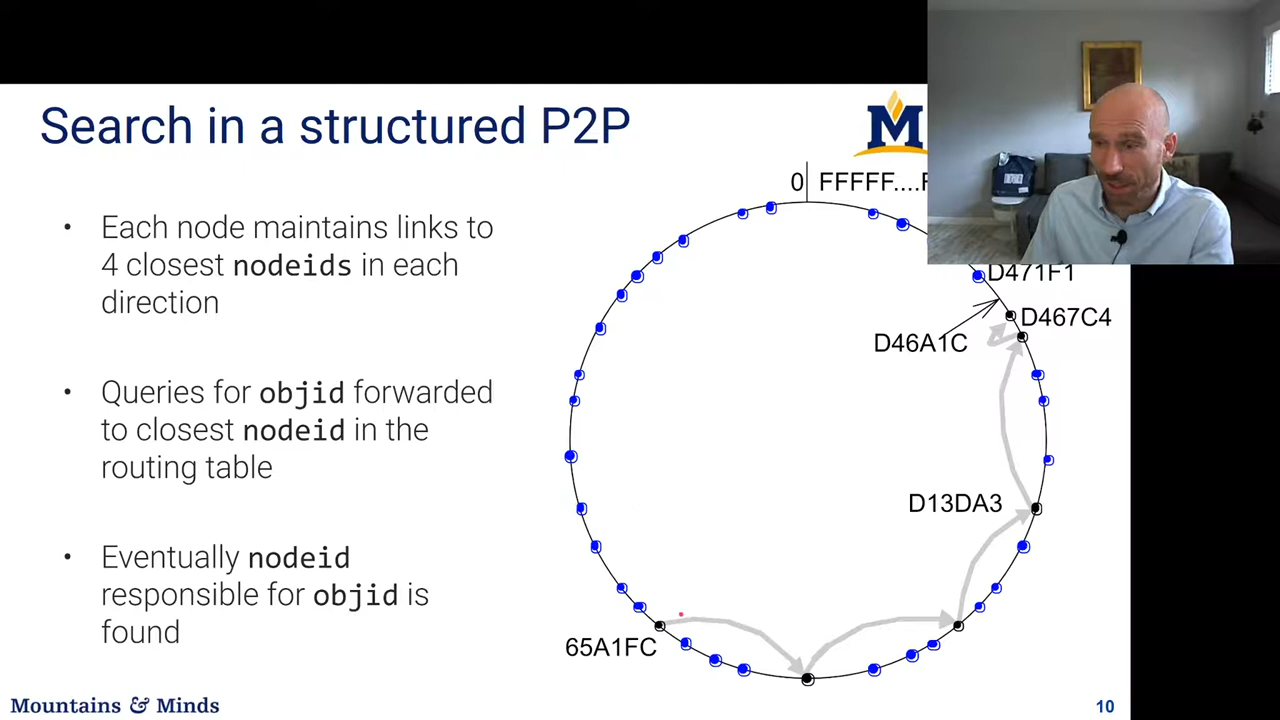 Search in a structured P2P
M
0 FFFFF....F
• Each node maintains links to
4 closest nodeids in each
direction
• Queries for objid forwarded
to closest nodeid in the
routing table
• Eventually nodeid
responsible for objid is
found
D471F1
D467C4
D46A1C
D13DA3
65A1FC
Mountains & Minds
10